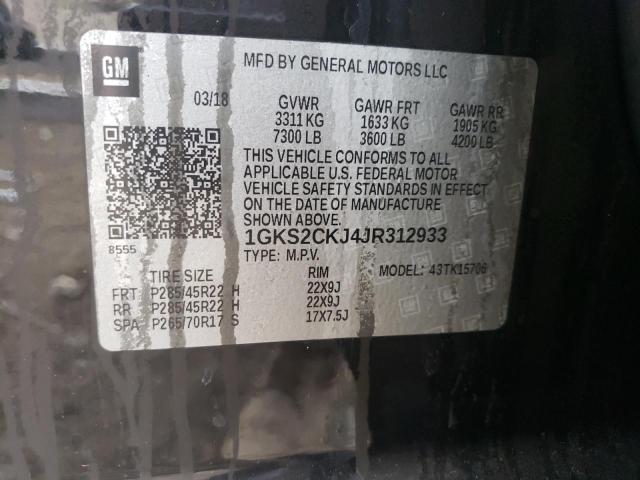 GM
MFD BY GENERAL MOTORS LLC
03/18 GVWR GAWR FRT GAWR RR
3311 KG 1633 KG 1905 KG
7300 LB 3600 LB 4200 LB
THIS VEHICLE CONFORMS TO ALL
APPLICABLE U.S. FEDERAL MOTOR
VEHICLE SAFETY STANDARDS IN EFFECT
ON THE DATE OF MANUFACTURE
SHOWN ABOVE.
8555
1GKS2CKJ4JR312933
TYPE: M.P.V. MODEL: 43TK15706
TIRE SIZE RIM
FRT P285/45R22 H 22X9J
RR P285/45R22 H 22X9J
SPA P265/70R17 S 17X7.5J